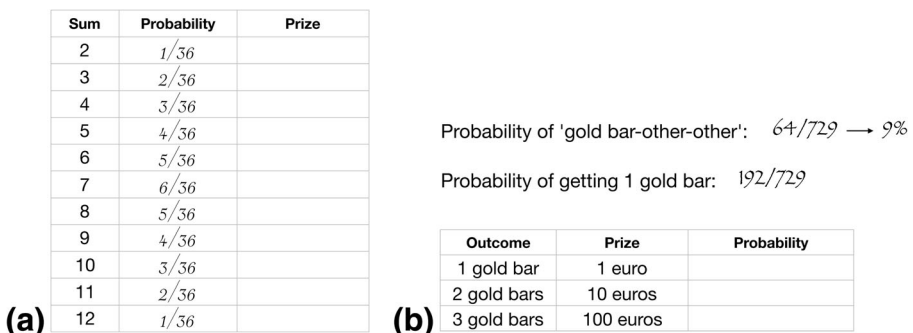 Sum Probability Prize
2 1/36
3 2/36
4 3/36
5 4/36
6 5/36
7 6/36
8 5/36
9 4/36
10 3/36
11 2/36
12 1/36
(a)
Probability of 'gold bar-other-other': 64/729 → 9%
Probability of getting 1 gold bar: 192/729
Outcome Prize Probability
1 gold bar 1 euro
2 gold bars 10 euros
3 gold bars 100 euros
(b)